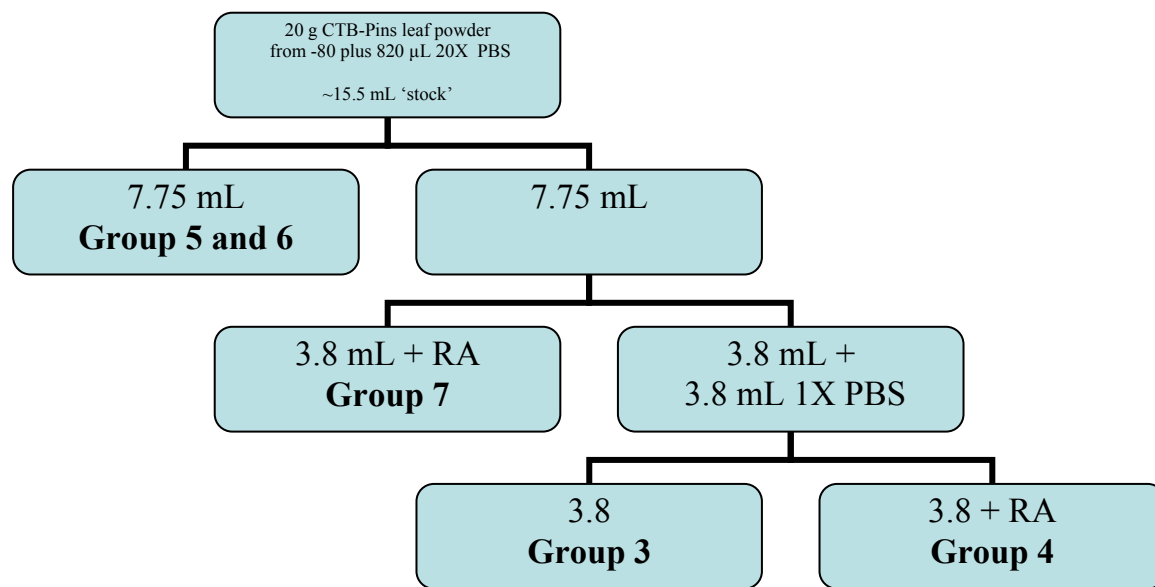 20 g CTB-Pins leaf powder
from -80 plus 820 µL 20X PBS
~15.5 mL ‘stock’
7.75 mL
Group 5 and 6
7.75 mL
3.8 mL + RA
Group 7
3.8 mL +
3.8 mL 1X PBS
3.8
Group 3
3.8 + RA
Group 4